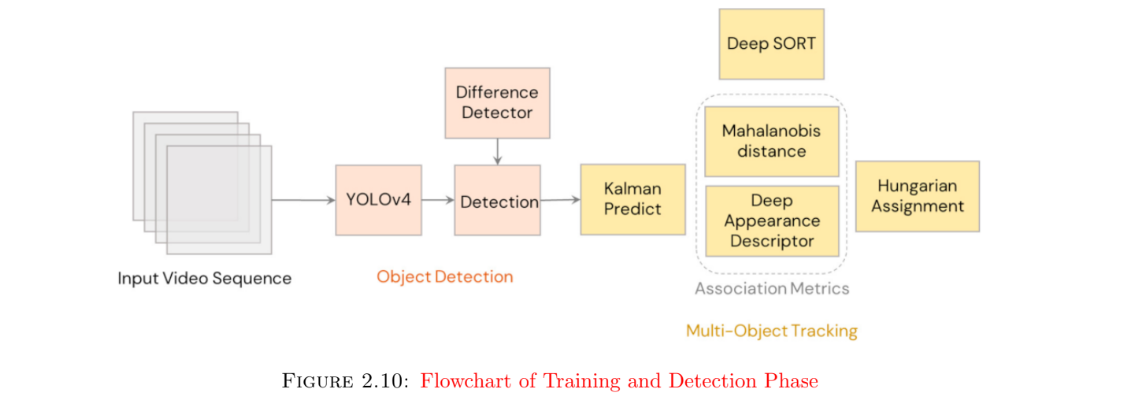 Deep SORT
Difference
Detector
Mahalanobis
distance
YOLOv4
Detection
Kalman
Predict
Deep
Appearance
Descriptor
Hungarian
Assignment
Input Video Sequence
Object Detection
Association Metrics
Multi-Object Tracking
FIGURE 2.10: Flowchart of Training and Detection Phase